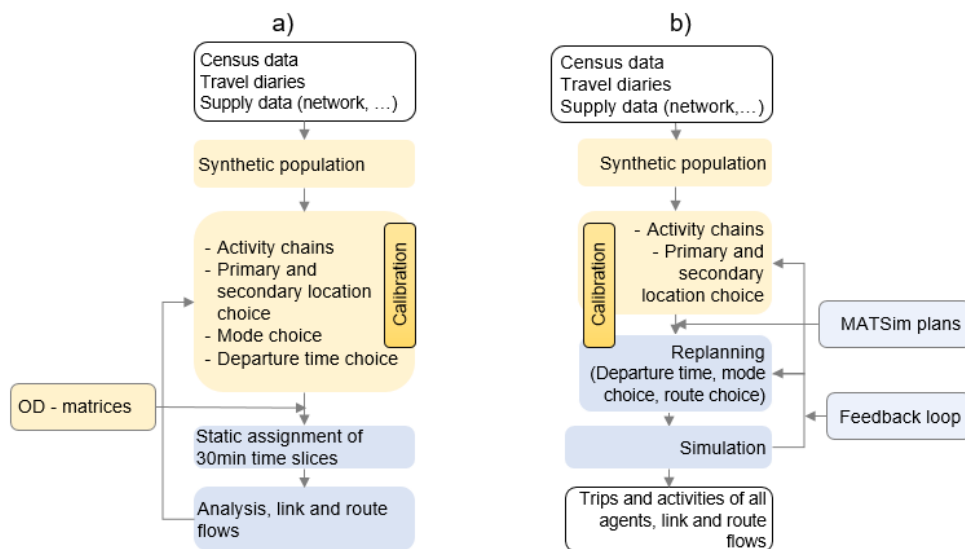 a)
Census data
Travel diaries
Supply data (network, …)
Synthetic population
- Activity chains
- Primary and
secondary location
choice
- Mode choice
- Departure time choice
Calibration
OD - matrices
Static assignment of
30min time slices
Analysis, link and route
flows
b)
Census data
Travel diaries
Supply data (network,…)
Synthetic population
- Activity chains
- Primary and
secondary
location choice
Calibration
MATSim plans
Replanning
(Departure time, mode
choice, route choice)
Feedback loop
Simulation
Trips and activities of all
agents, link and route
flows